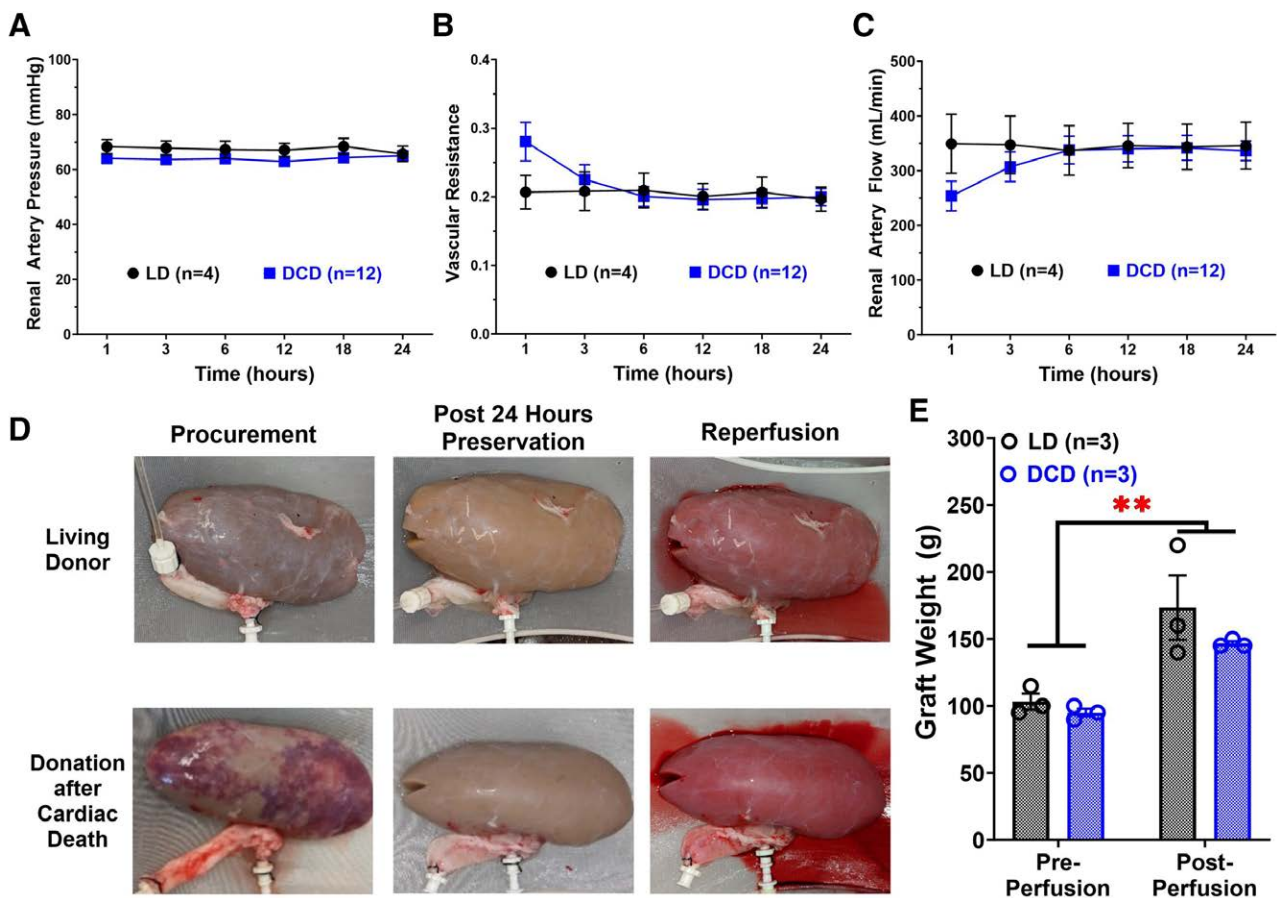 A
Renal Artery Pressure (mmHg)
100
80
60
40
20
0
LD (n=4)
DCD (n=12)
1 3 6 12 18 24
Time (hours)
B
Vascular Resistance
0.4
0.3
0.2
0.1
0.0
LD (n=4)
DCD (n=12)
1 3 6 12 18 24
Time (hours)
C
Renal Artery Flow (mL/min)
500
400
300
200
100
0
LD (n=4)
DCD (n=12)
1 3 6 12 18 24
Time (hours)
D
Procurement
Post 24 Hours
Preservation
Reperfusion
Living
Donor
Donation
after
Cardiac
Death
E
Graft Weight (g)
300
250
200
150
100
50
0
LD (n=3)
DCD (n=3)
**
Pre-
Perfusion
Post-
Perfusion